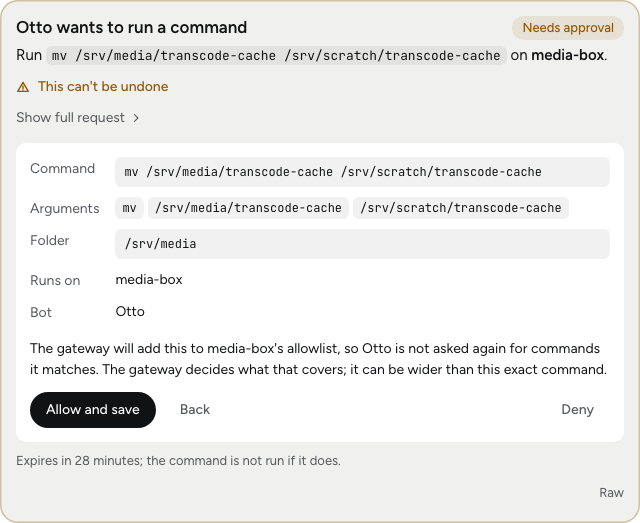 Otto wants to run a command
Needs approval
Run mv /srv/media/transcode-cache /srv/scratch/transcode-cache on media-box.
This can't be undone
Show full request
Command
mv /srv/media/transcode-cache /srv/scratch/transcode-cache
Arguments
mv /srv/media/transcode-cache /srv/scratch/transcode-cache
Folder
/srv/media
Runs on
media-box
Bot
Otto
The gateway will add this to media-box's allowlist, so Otto is not asked again for commands
it matches. The gateway decides what that covers; it can be wider than this exact command.
Allow and save
Back
Deny
Expires in 28 minutes; the command is not run if it does.
Raw